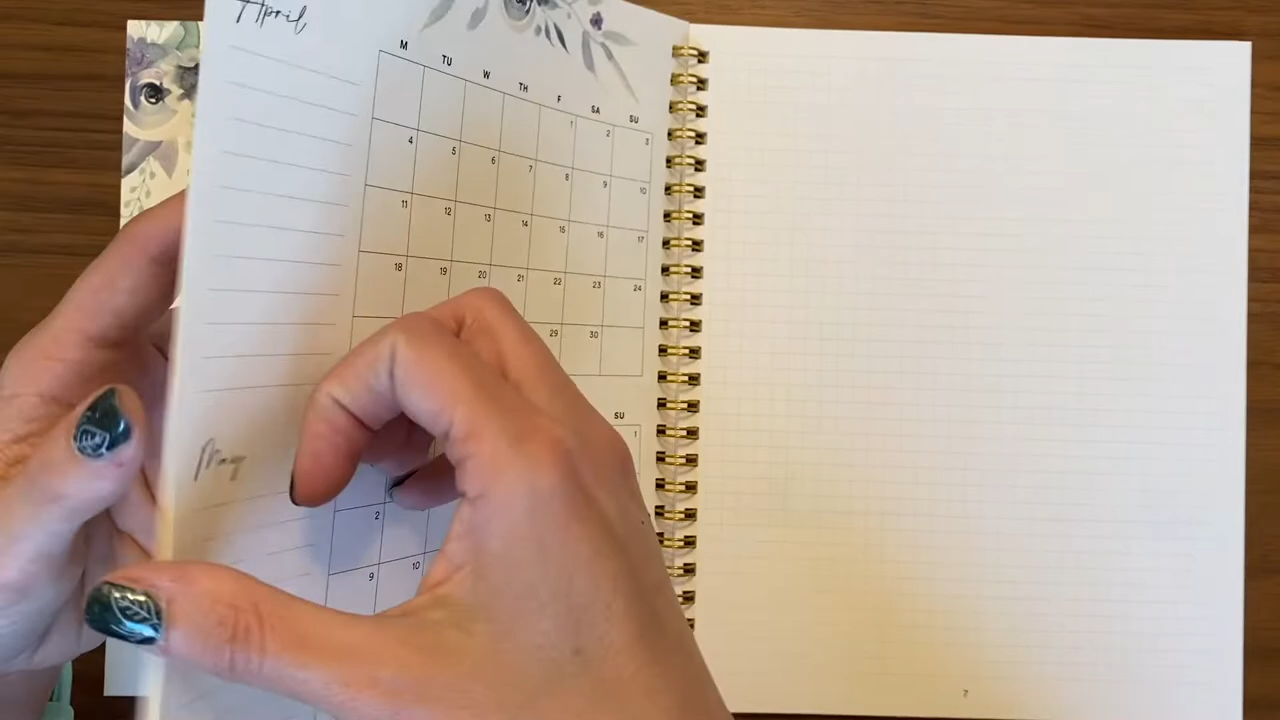 April
M TU W TH F SA SU
1 2 3
4 5 6 7 8 9 10
11 12 13 14 15 16 17
18 19 20 21 22 23 24
29 30
May
SU
1
2
9 10
7